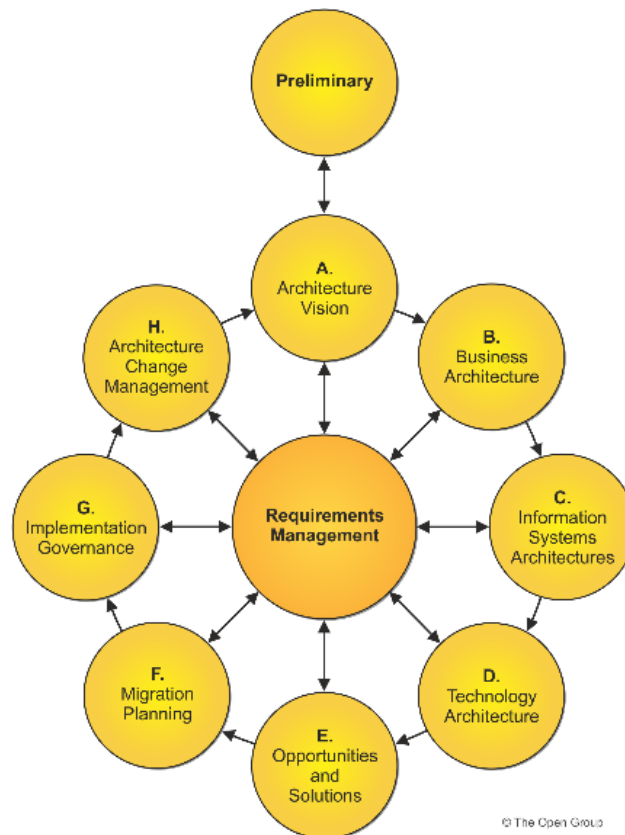 Preliminary
A.
Architecture
Vision
B.
Business
Architecture
C.
Information
Systems
Architectures
D.
Technology
Architecture
E.
Opportunities
and
Solutions
F.
Migration
Planning
G.
Implementation
Governance
H.
Architecture
Change
Management
Requirements
Management
© The Open Group